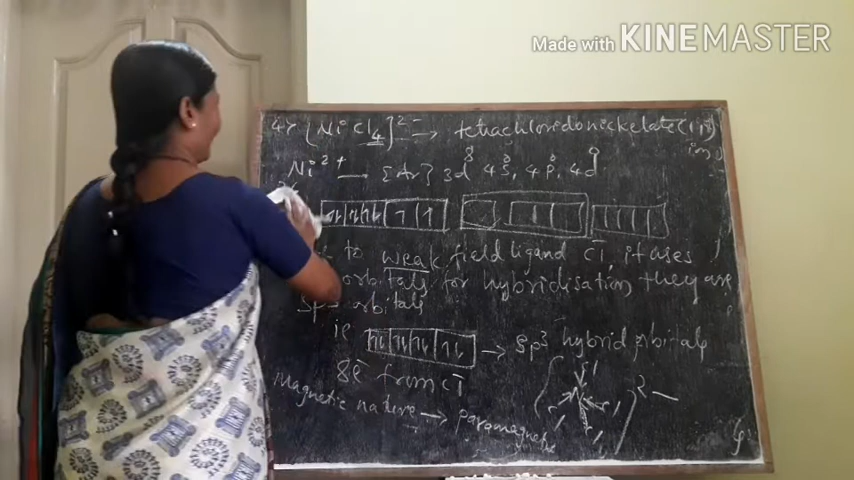 Made with KINEMASTER
4) [NiCl4]2- → tetrachloridonickelate(II) ion
Ni2+ — [Ar] 3d8 4s0 4p0 4d0
to weak field ligand Cl-, it uses
orbitals for hybridisation, they are
sp3 orbitals
ie → sp3 hybrid orbitals
8e- from Cl-
Magnetic nature → paramagnetic
2-